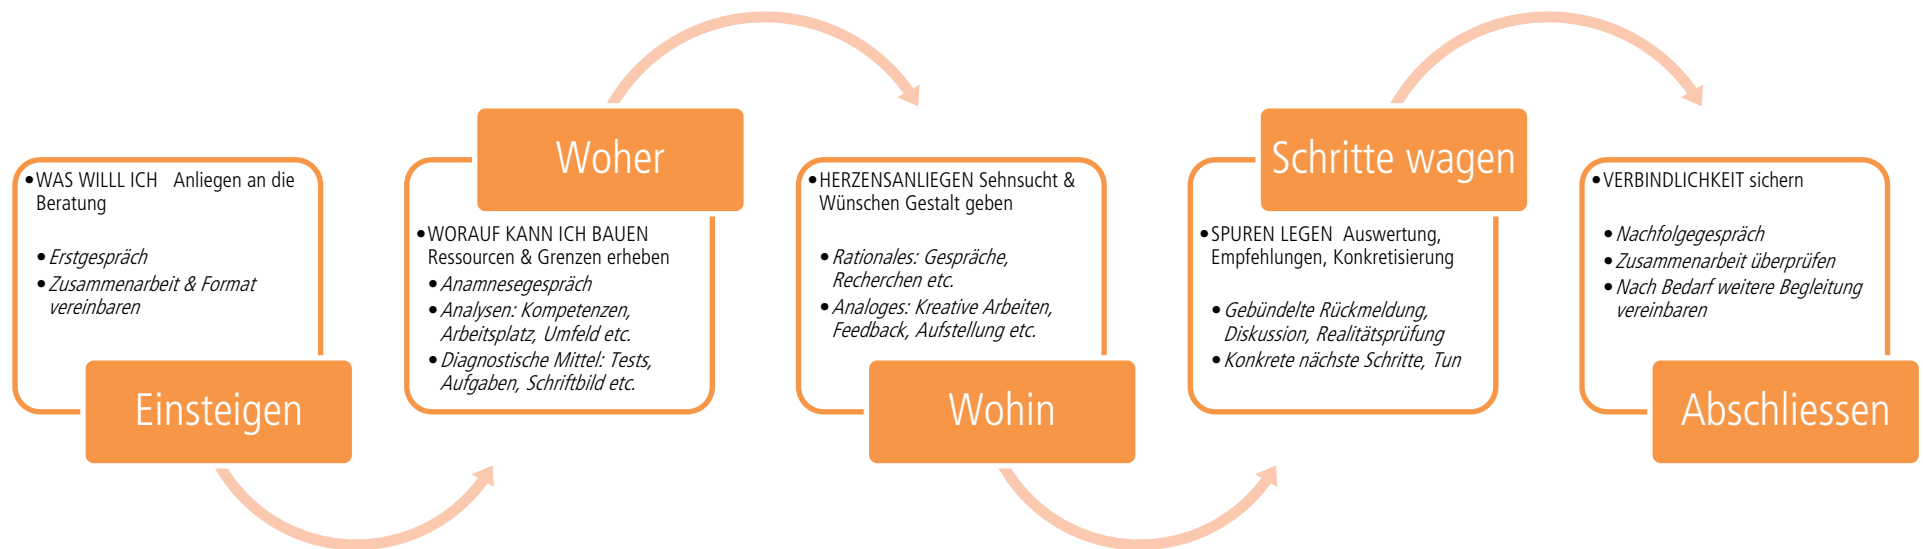 •WAS WILLL ICH   Anliegen an die
Beratung
•Erstgespräch
•Zusammenarbeit & Format
vereinbaren
Einsteigen
Woher
•WORAUF KANN ICH BAUEN
Ressourcen & Grenzen erheben
•Anamnesegespräch
•Analysen: Kompetenzen,
Arbeitsplatz, Umfeld etc.
•Diagnostische Mittel: Tests,
Aufgaben, Schriftbild etc.
•HERZENSANLIEGEN Sehnsucht &
Wünschen Gestalt geben
•Rationales: Gespräche,
Recherchen etc.
•Analoges: Kreative Arbeiten,
Feedback, Aufstellung etc.
Wohin
Schritte wagen
•SPUREN LEGEN  Auswertung,
Empfehlungen, Konkretisierung
•Gebündelte Rückmeldung,
Diskussion, Realitätsprüfung
•Konkrete nächste Schritte, Tun
•VERBINDLICHKEIT sichern
•Nachfolgegespräch
•Zusammenarbeit überprüfen
•Nach Bedarf weitere Begleitung
vereinbaren
Abschliessen